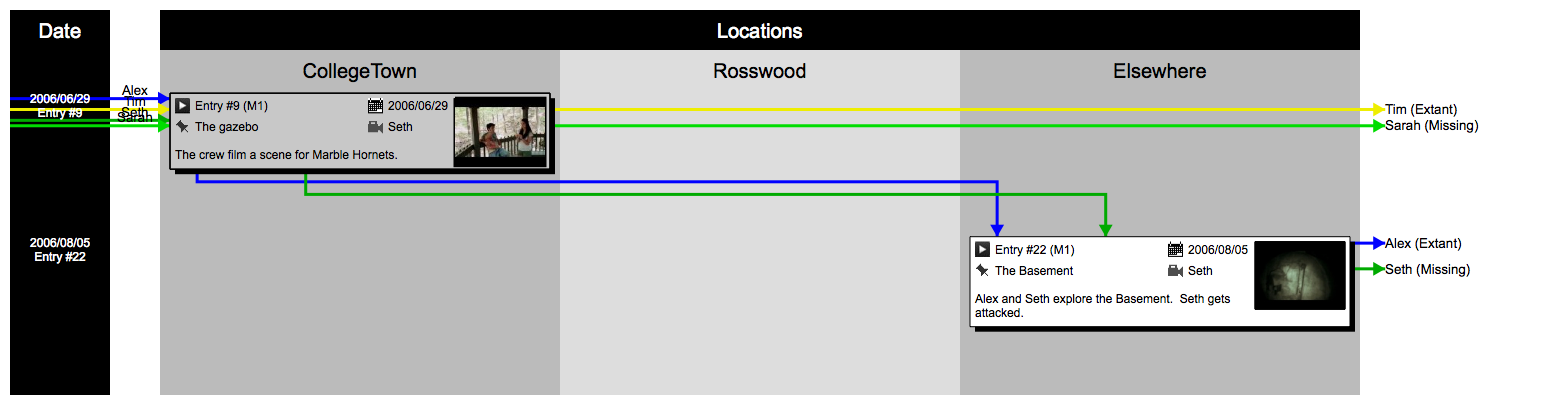 Date
Locations
CollegeTown
Rosswood
Elsewhere
2006/06/29
Entry #9
Alex
Tim
Seth
Sarah
Entry #9 (M1)
2006/06/29
The gazebo
Seth
The crew film a scene for Marble Hornets.
Tim (Extant)
Sarah (Missing)
2006/08/05
Entry #22
Entry #22 (M1)
2006/08/05
The Basement
Seth
Alex and Seth explore the Basement.  Seth gets
attacked.
Alex (Extant)
Seth (Missing)